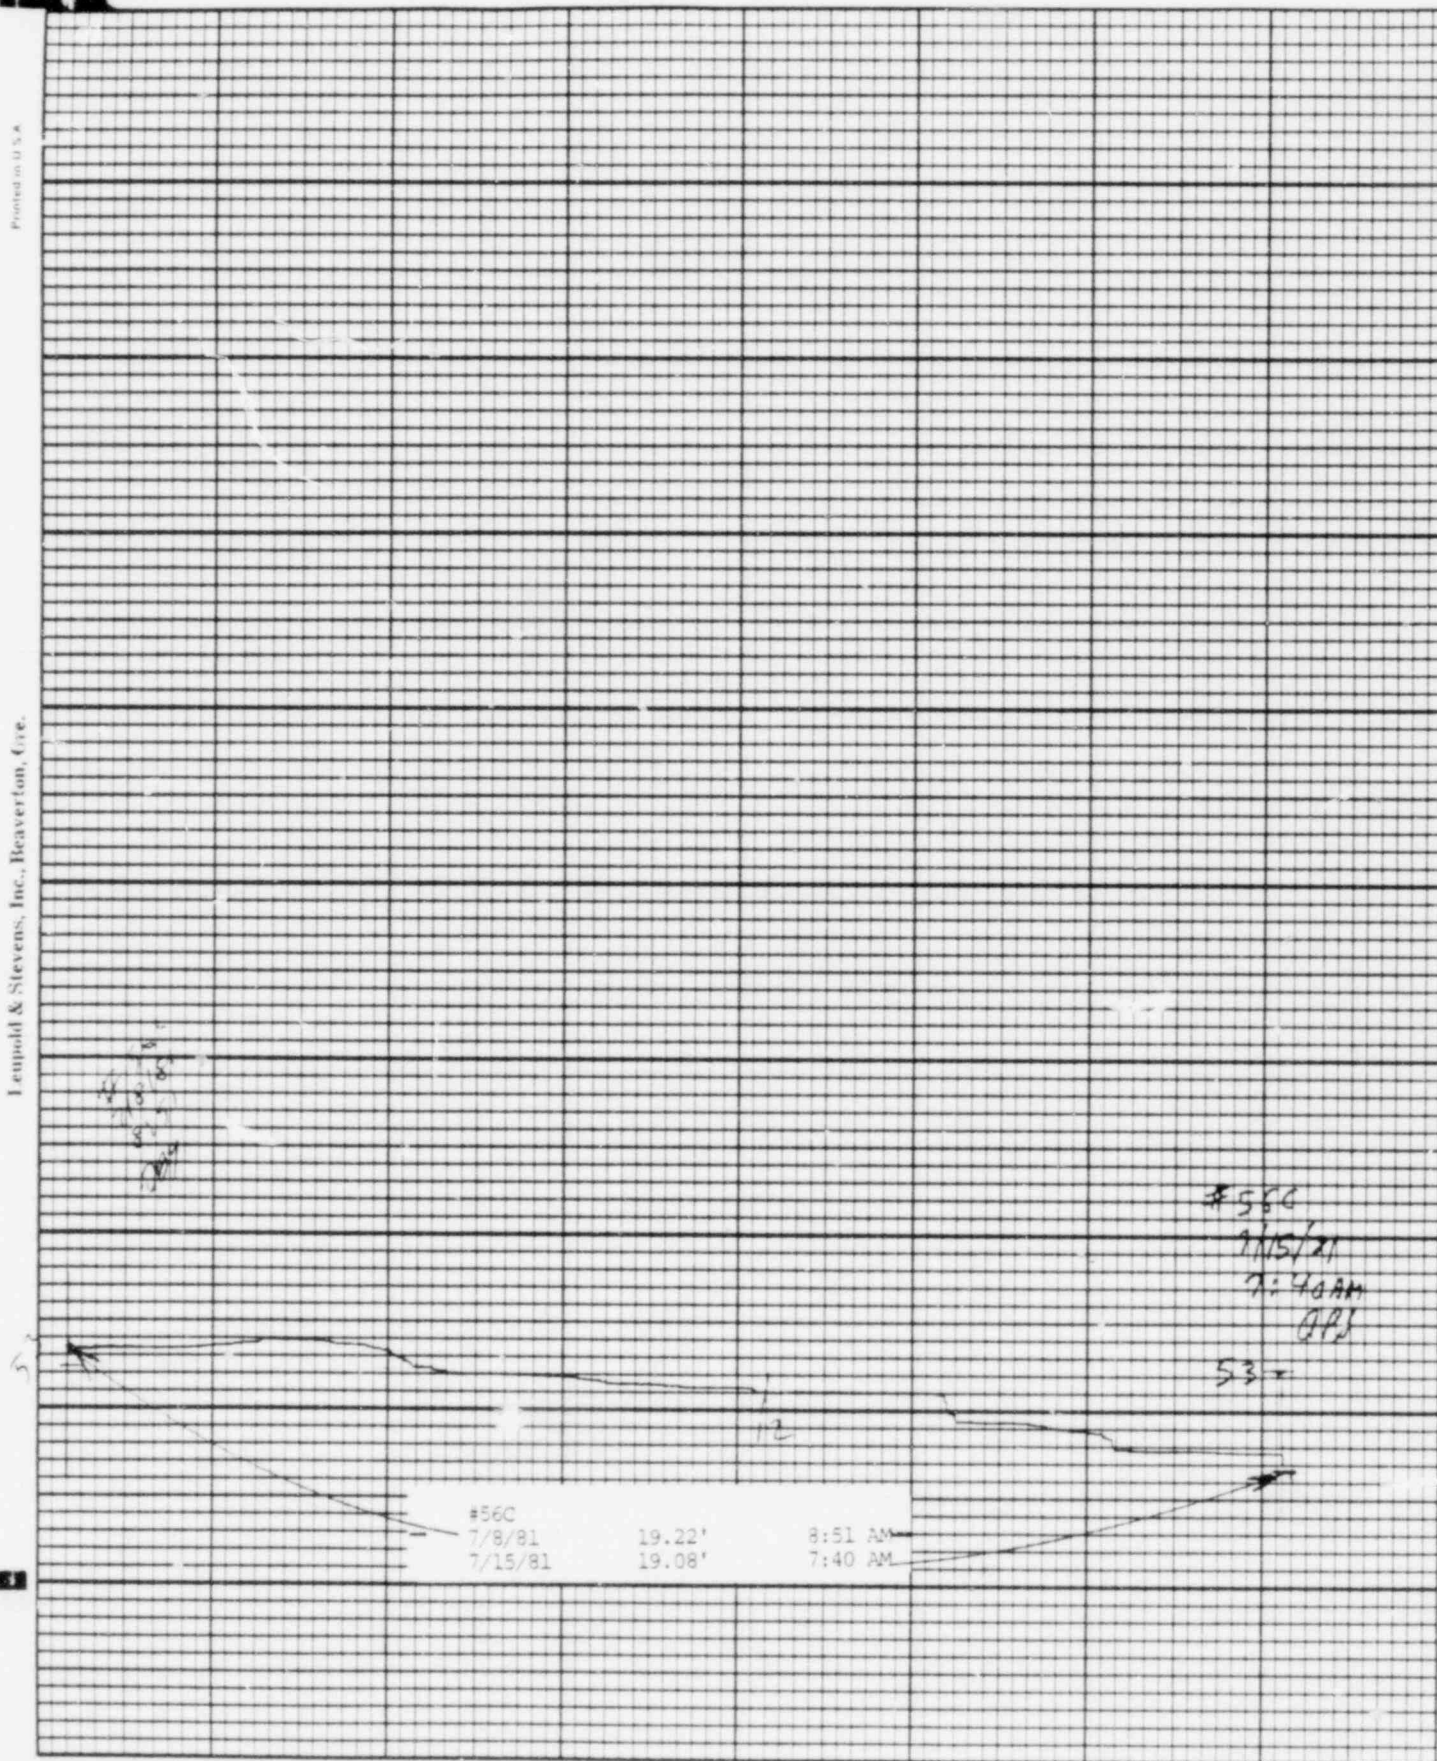 Printed in U.S.A.
Leupold & Stevens, Inc., Beaverton, Ore.
#56C
7/15/81
7:40AM
53
12
#56C
7/8/81 19.22' 8:51 AM
7/15/81 19.08' 7:40 AM